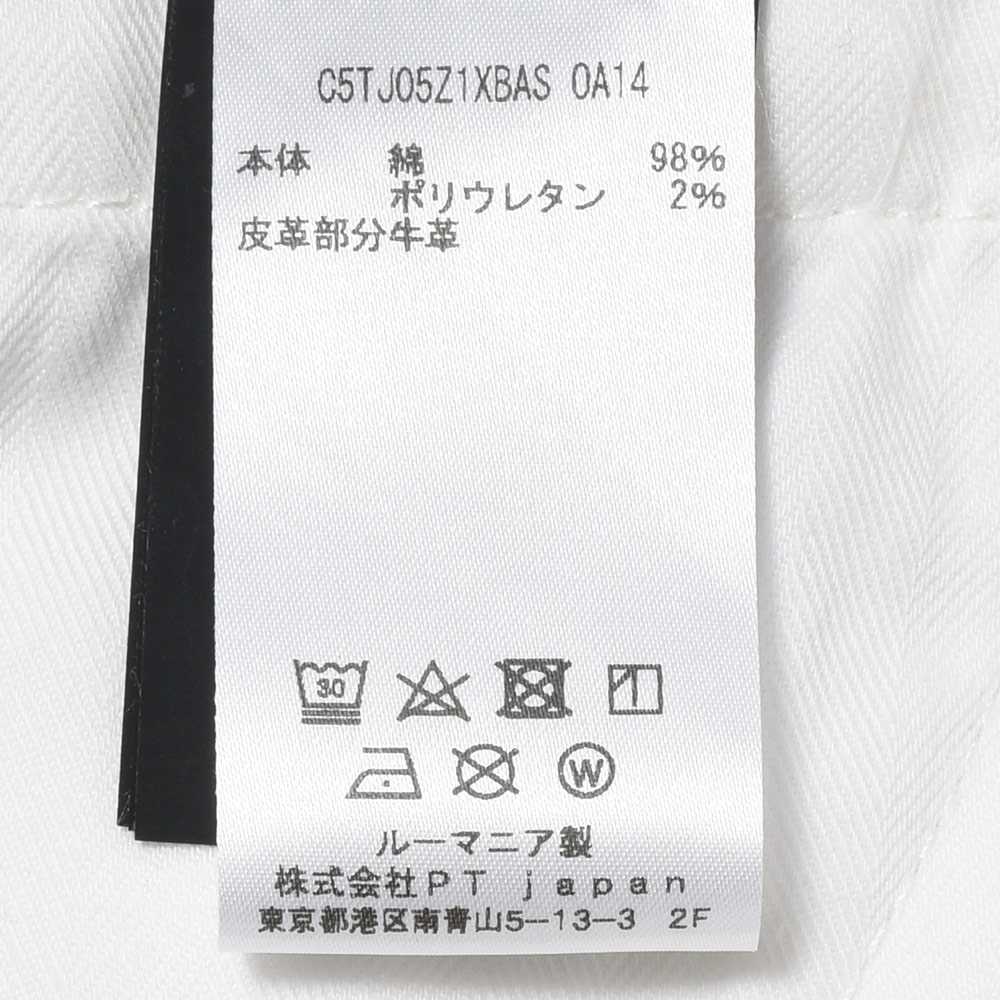 C5TJ05Z1XBAS 0A14
本体 綿 98%
ポリウレタン 2%
皮革部分牛革
30
W
ルーマニア製
株式会社PT japan
東京都港区南青山5-13-3 2F